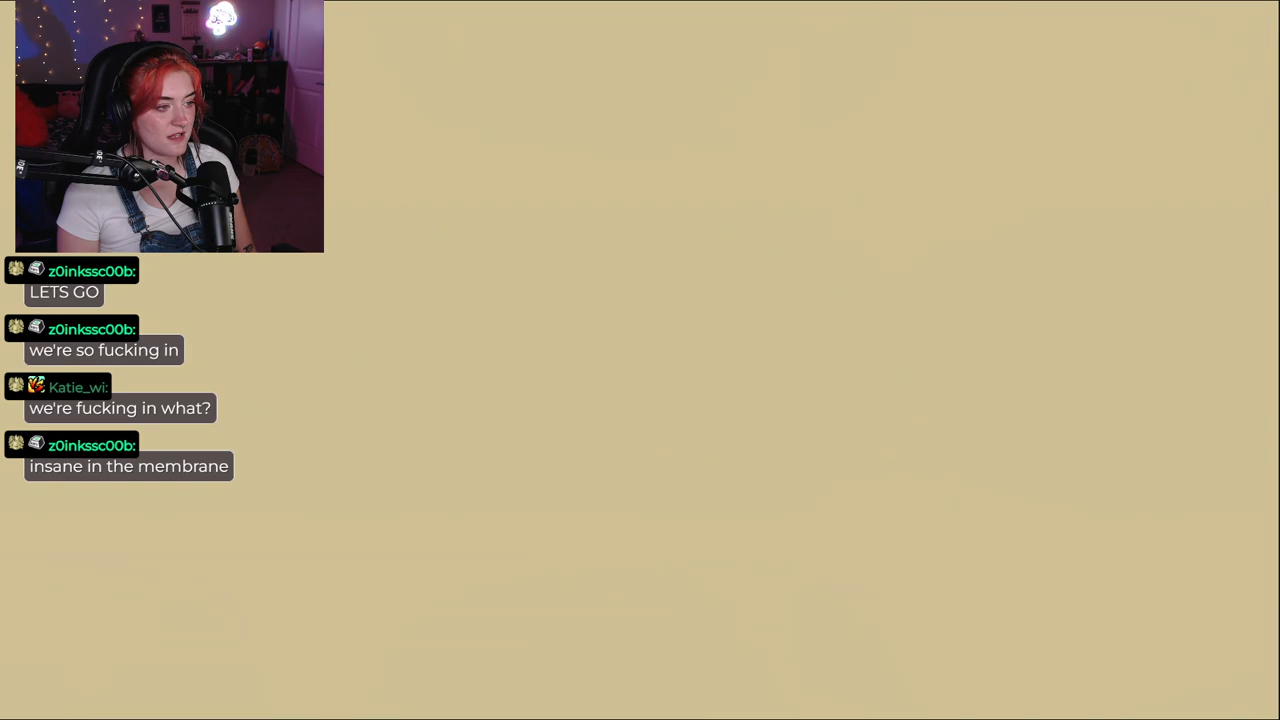 z0inkssc00b:
LETS GO
z0inkssc00b:
we're so fucking in
Katie_wi:
we're fucking in what?
z0inkssc00b:
insane in the membrane